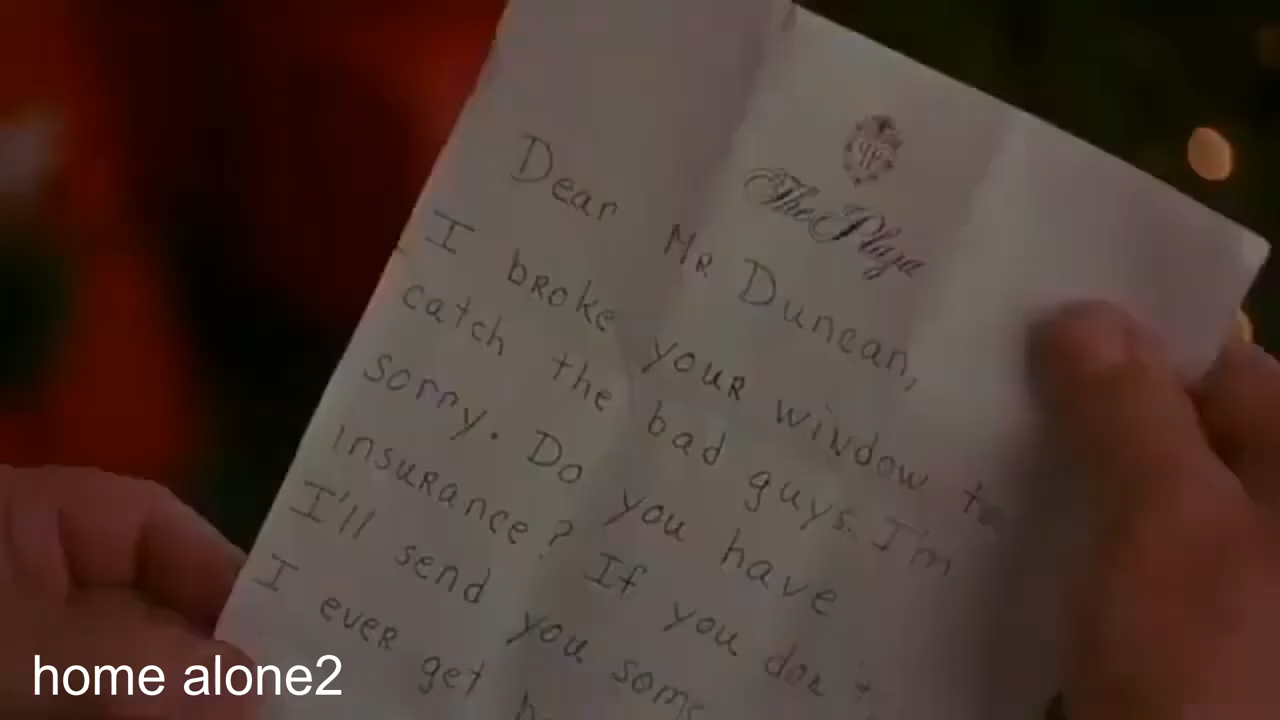 The Plaza
Dear Mr Duncan,
I broke your window to
catch the bad guys. I'm
sorry. Do you have
insurance? If you don't
I'll send you some
I ever get
home alone2